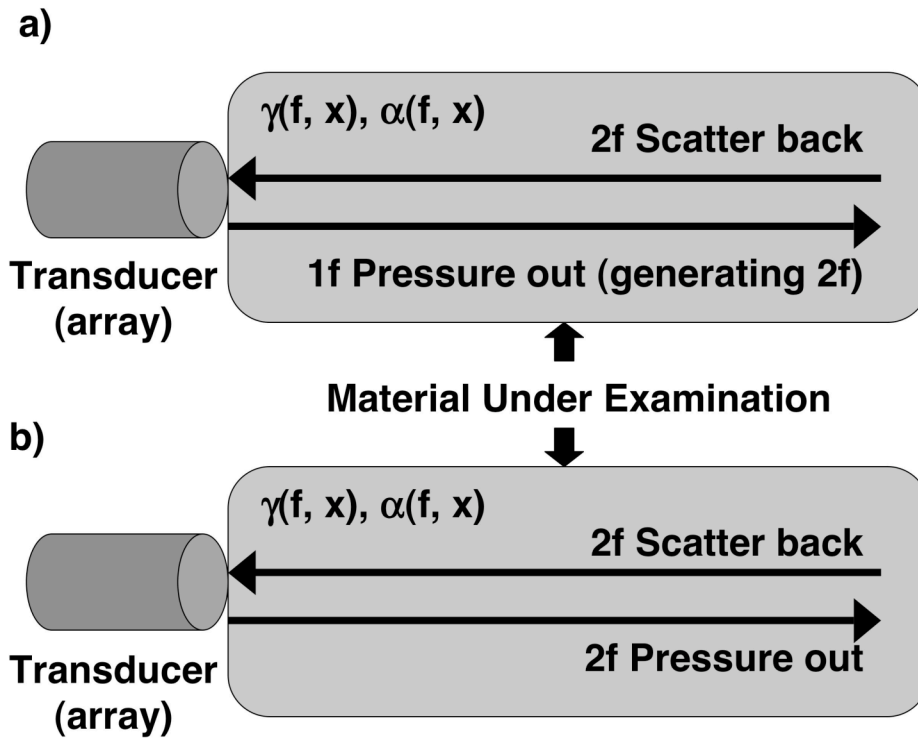 a)
γ(f, x), α(f, x)
2f Scatter back
Transducer
(array)
1f Pressure out (generating 2f)
Material Under Examination
b)
γ(f, x), α(f, x)
2f Scatter back
2f Pressure out
Transducer
(array)